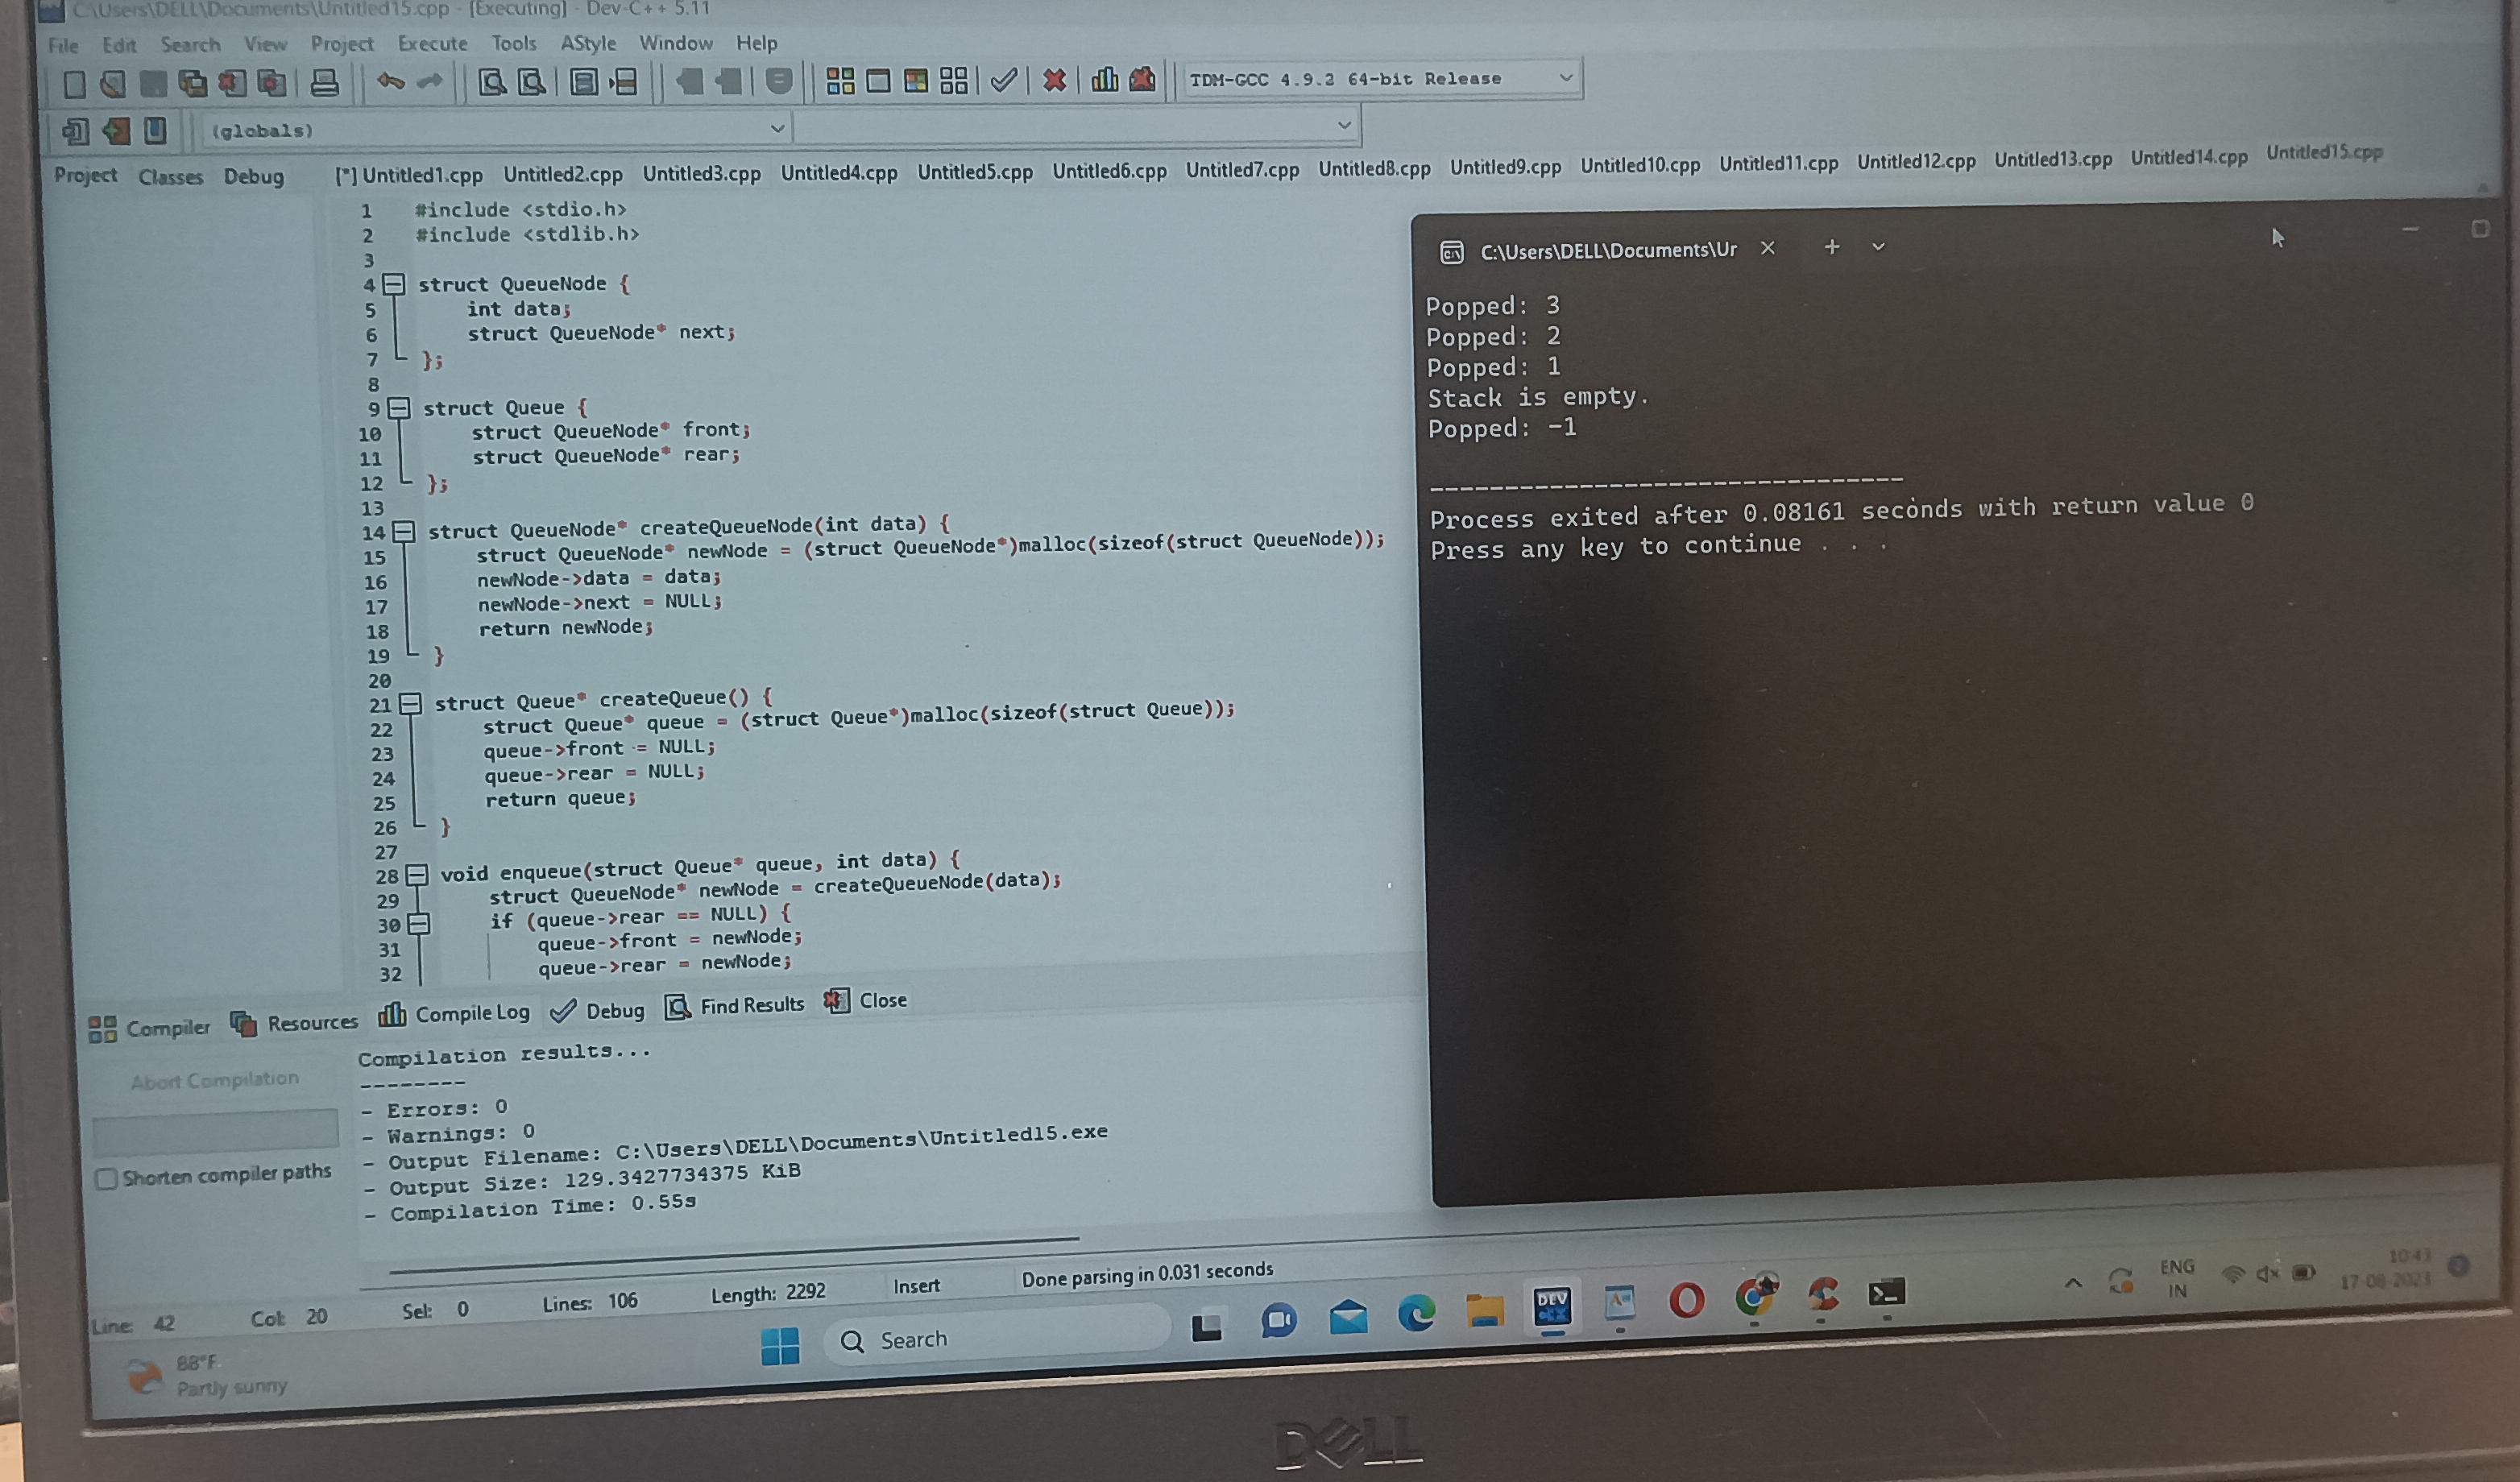 C:\Users\DELL\Documents\Untitled15.cpp - [Executing] - Dev-C++ 5.11
File Edit Search View Project Execute Tools AStyle Window Help
TDM-GCC 4.9.2 64-bit Release
(globals)
Project Classes Debug
[*] Untitled1.cpp Untitled2.cpp Untitled3.cpp Untitled4.cpp Untitled5.cpp Untitled6.cpp Untitled7.cpp Untitled8.cpp Untitled9.cpp Untitled10.cpp Untitled11.cpp Untitled12.cpp Untitled13.cpp Untitled14.cpp Untitled15.cpp
1 #include <stdio.h>
2 #include <stdlib.h>
3
4 struct QueueNode {
5 int data;
6 struct QueueNode* next;
7 };
8
9 struct Queue {
10 struct QueueNode* front;
11 struct QueueNode* rear;
12 };
13
14 struct QueueNode* createQueueNode(int data) {
15 struct QueueNode* newNode = (struct QueueNode*)malloc(sizeof(struct QueueNode));
16 newNode->data = data;
17 newNode->next = NULL;
18 return newNode;
19 }
20
21 struct Queue* createQueue() {
22 struct Queue* queue = (struct Queue*)malloc(sizeof(struct Queue));
23 queue->front = NULL;
24 queue->rear = NULL;
25 return queue;
26 }
27
28 void enqueue(struct Queue* queue, int data) {
29 struct QueueNode* newNode = createQueueNode(data);
30 if (queue->rear == NULL) {
31 queue->front = newNode;
32 queue->rear = newNode;
C:\Users\DELL\Documents\Ur
Popped: 3
Popped: 2
Popped: 1
Stack is empty.
Popped: -1
--------------------------------
Process exited after 0.08161 seconds with return value 0
Press any key to continue . . .
Compiler Resources Compile Log Debug Find Results Close
Abort Compilation
Shorten compiler paths
Compilation results...
--------
- Errors: 0
- Warnings: 0
- Output Filename: C:\Users\DELL\Documents\Untitled15.exe
- Output Size: 129.3427734375 KiB
- Compilation Time: 0.55s
Line: 42 Col: 20 Sel: 0 Lines: 106 Length: 2292 Insert Done parsing in 0.031 seconds
88°F
Partly sunny
Search
DEV
C++
ENG
IN
10:43
17-08-2023
DELL